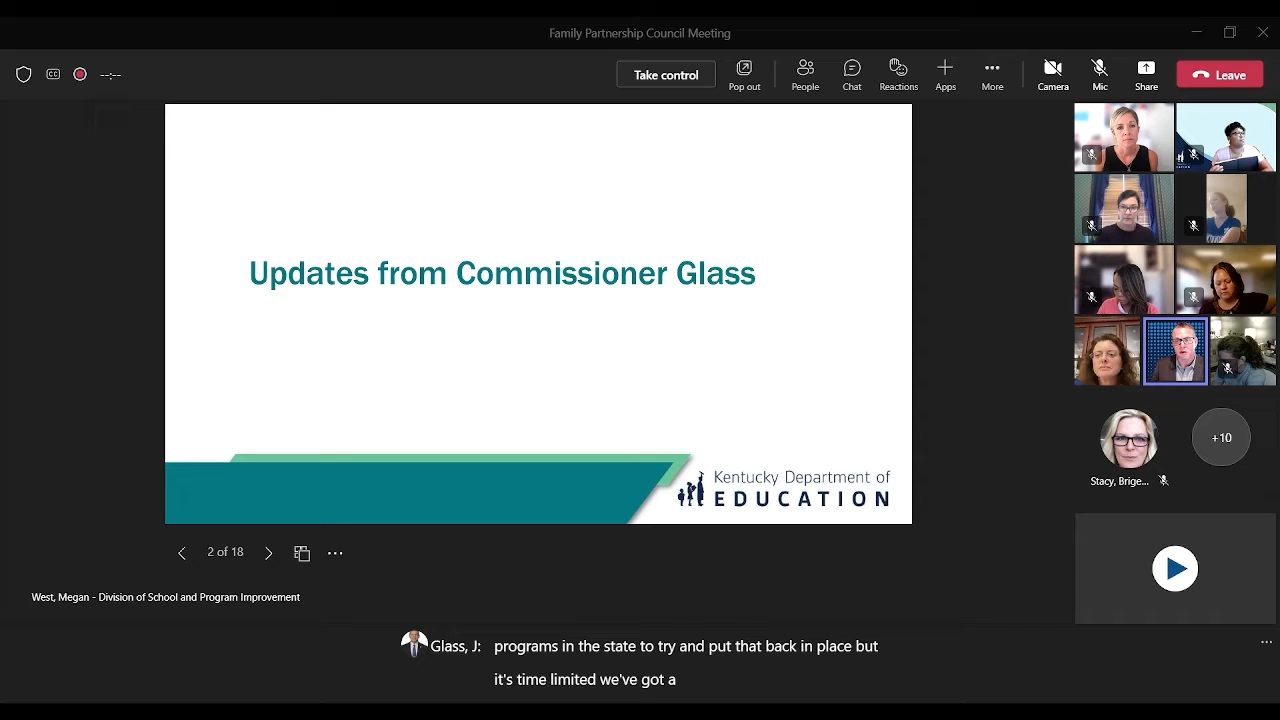 Family Partnership Council Meeting
CC
--:--
Take control
Pop out
People
Chat
Reactions
Apps
More
Camera
Mic
Share
Leave
Updates from Commissioner Glass
Kentucky Department of
EDUCATION
+10
Stacy, Brige...
2 of 18
West, Megan - Division of School and Program Improvement
Glass, J: programs in the state to try and put that back in place but
it's time limited we've got a